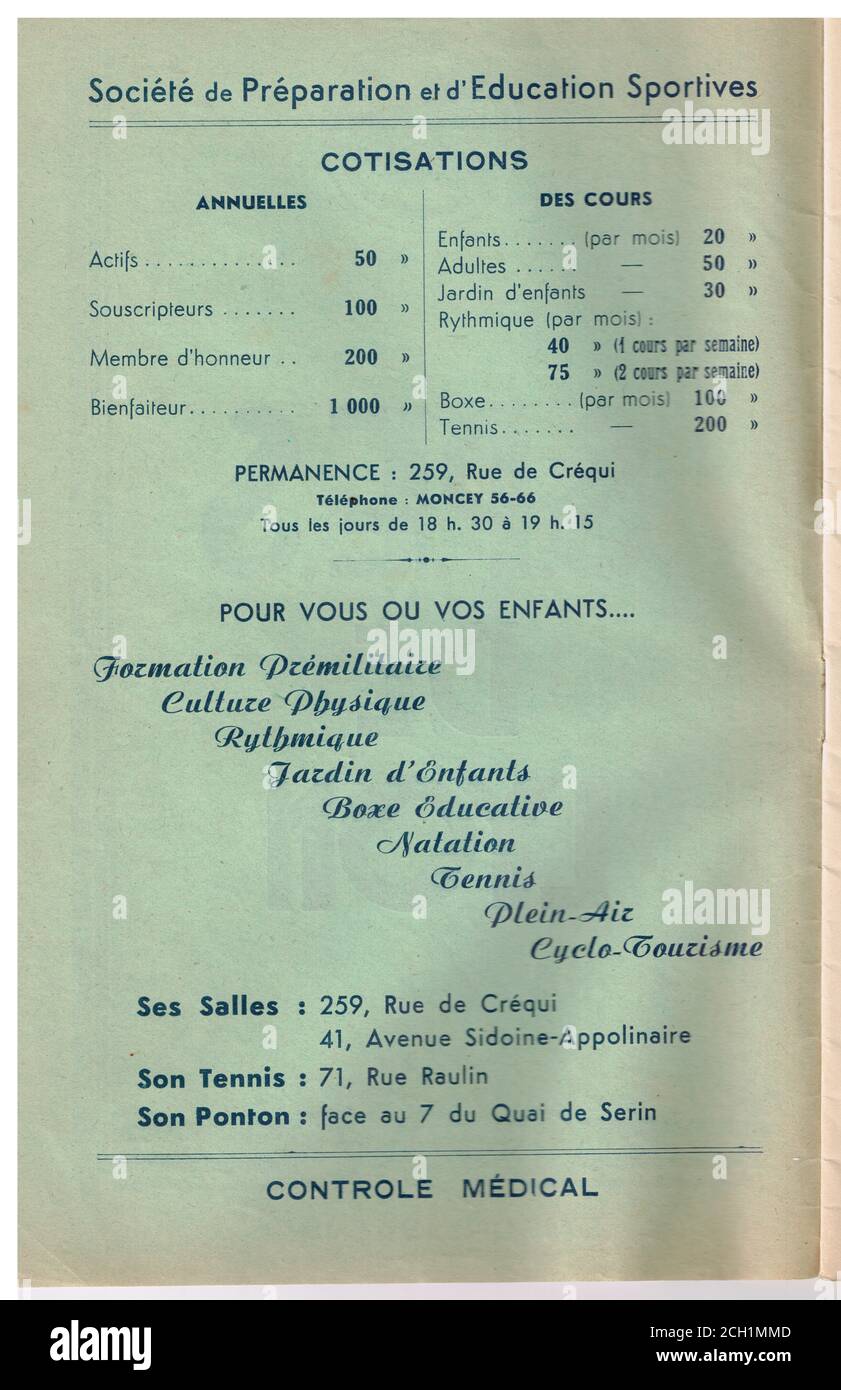 Société de Préparation et d'Education Sportives
COTISATIONS
ANNUELLES
Actifs . . . . . . . . . . . . . . 50 »
Souscripteurs . . . . . . . 100 »
Membre d'honneur . . 200 »
Bienfaiteur. . . . . . . . . . 1 000 »
DES COURS
Enfants. . . . . . . (par mois) 20 »
Adultes . . . . . . — 50 »
Jardin d'enfants — 30 »
Rythmique (par mois) :
40 » (1 cours par semaine)
75 » (2 cours par semaine)
Boxe. . . . . . . . (par mois) 100 »
Tennis. . . . . . . — 200 »
PERMANENCE : 259, Rue de Créqui
Téléphone : MONCEY 56-66
Tous les jours de 18 h. 30 à 19 h. 15
POUR VOUS OU VOS ENFANTS....
Formation Prémilitaire
Culture Physique
Rythmique
Jardin d'Enfants
Boxe Educative
Natation
Tennis
Plein-Air
Cyclo-Tourisme
Ses Salles : 259, Rue de Créqui
41, Avenue Sidoine-Appolinaire
Son Tennis : 71, Rue Raulin
Son Ponton : face au 7 du Quai de Serin
CONTROLE MÉDICAL
alamy
Image ID: 2CH1MMD
www.alamy.com